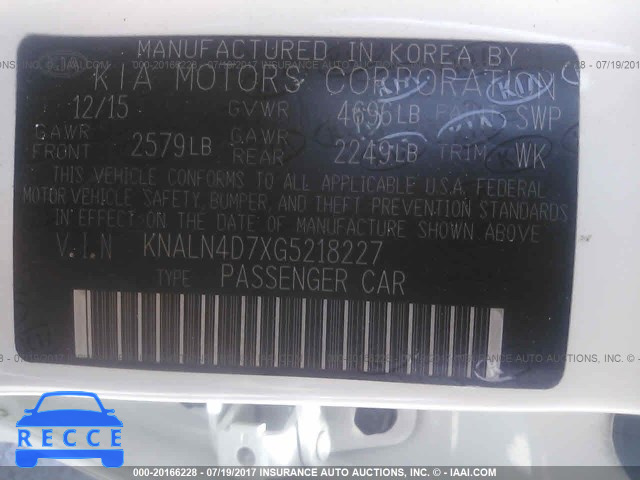 MANUFACTURED IN KOREA BY
KIA MOTORS CORPORATION
12/15 GVWR 4696LB SWP
GAWR FRONT 2579LB GAWR REAR 2249LB TRIM WK
THIS VEHICLE CONFORMS TO ALL APPLICABLE U.S.A. FEDERAL
MOTOR VEHICLE SAFETY, BUMPER, AND THEFT PREVENTION STANDARDS
IN EFFECT ON THE DATE OF MANUFACTURE SHOWN ABOVE
V.I.N KNALN4D7XG5218227
TYPE PASSENGER CAR
RECCE
000-20166228 - 07/19/2017 INSURANCE AUTO AUCTIONS, INC. - © IAAI.COM